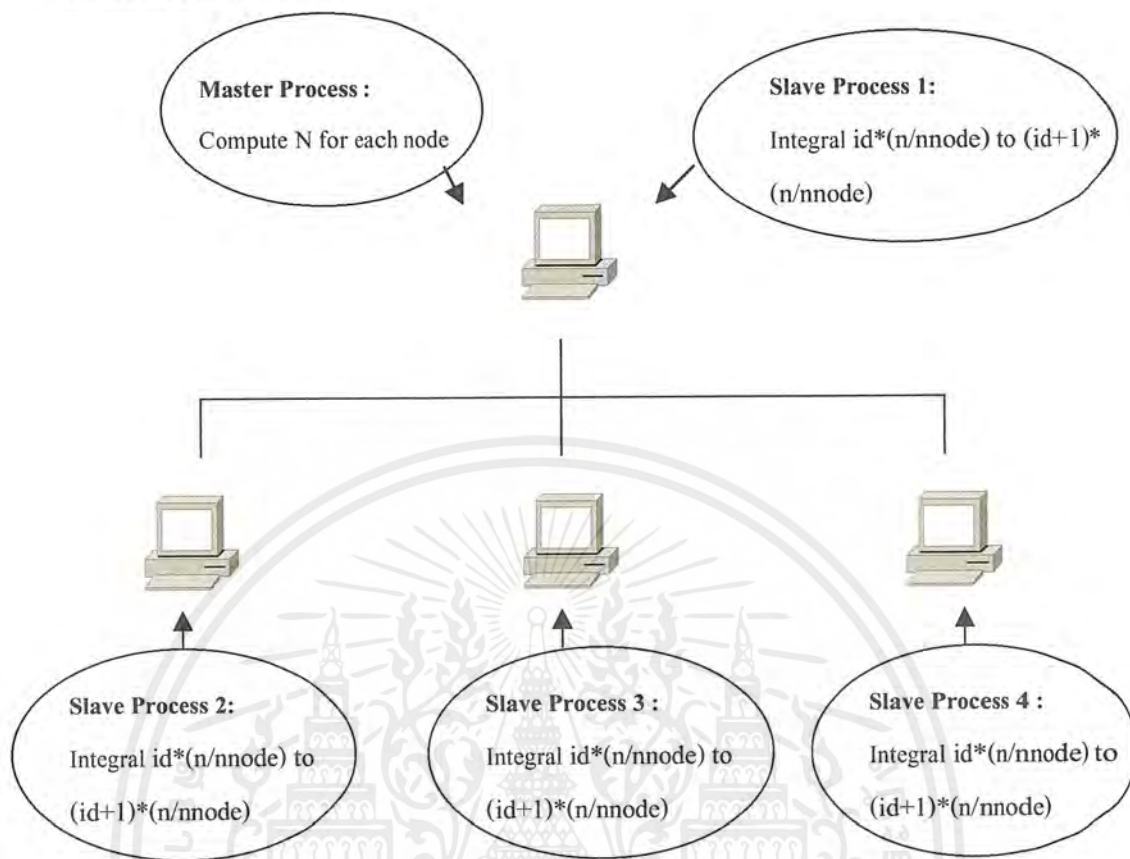 Master Process :
Compute N for each node
Slave Process 1:
Integral id*(n/nnode) to (id+1)*
(n/nnode)
Slave Process 2:
Integral id*(n/nnode) to
(id+1)*(n/nnode)
Slave Process 3 :
Integral id*(n/nnode) to
(id+1)*(n/nnode)
Slave Process 4 :
Integral id*(n/nnode) to
(id+1)*(n/nnode)